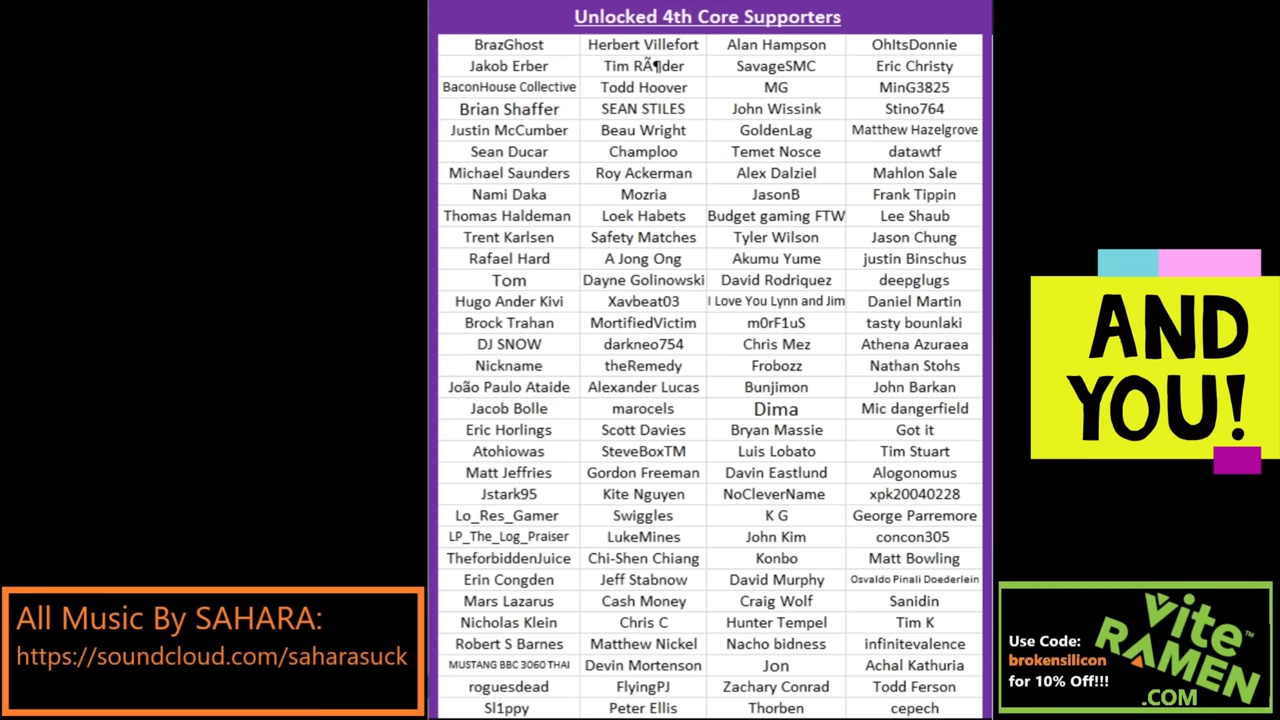 Unlocked 4th Core Supporters
BrazGhost Herbert Villefort Alan Hampson OhItsDonnie
Jakob Erber Tim RÃ¶der SavageSMC Eric Christy
BaconHouse Collective Todd Hoover MG MinG3825
Brian Shaffer SEAN STILES John Wissink Stino764
Justin McCumber Beau Wright GoldenLag Matthew Hazelgrove
Sean Ducar Champloo Temet Nosce datawtf
Michael Saunders Roy Ackerman Alex Dalziel Mahlon Sale
Nami Daka Mozria JasonB Frank Tippin
Thomas Haldeman Loek Habets Budget gaming FTW Lee Shaub
Trent Karlsen Safety Matches Tyler Wilson Jason Chung
Rafael Hard A Jong Ong Akumu Yume justin Binschus
Tom Dayne Golinowski David Rodriquez deepglugs
Hugo Ander Kivi Xavbeat03 I Love You Lynn and Jim Daniel Martin
Brock Trahan MortifiedVictim m0rF1uS tasty bounlaki
DJ SNOW darkneo754 Chris Mez Athena Azuraea
Nickname theRemedy Frobozz Nathan Stohs
João Paulo Ataide Alexander Lucas Bunjimon John Barkan
Jacob Bolle marocels Dima Mic dangerfield
Eric Horlings Scott Davies Bryan Massie Got it
Atohiowas SteveBoxTM Luis Lobato Tim Stuart
Matt Jeffries Gordon Freeman Davin Eastlund Alogonomus
Jstark95 Kite Nguyen NoCleverName xpk20040228
Lo_Res_Gamer Swiggles K G George Parremore
LP_The_Log_Praiser LukeMines John Kim concon305
TheforbiddenJuice Chi-Shen Chiang Konbo Matt Bowling
Erin Congden Jeff Stabnow David Murphy Osvaldo Pinali Doederlein
Mars Lazarus Cash Money Craig Wolf Sanidin
Nicholas Klein Chris C Hunter Tempel Tim K
Robert S Barnes Matthew Nickel Nacho bidness infinitevalence
MUSTANG BBC 3060 THAI Devin Mortenson Jon Achal Kathuria
roguesdead FlyingPJ Zachary Conrad Todd Ferson
Sl1ppy Peter Ellis Thorben cepech
AND
YOU!
All Music By SAHARA:
https://soundcloud.com/saharasuck
Use Code:
brokensilicon
for 10% Off!!!
Vite™
RAMEN
.COM